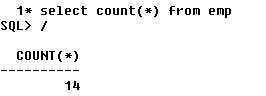 1* select count(*) from emp
SQL> /
COUNT(*)
----------
14